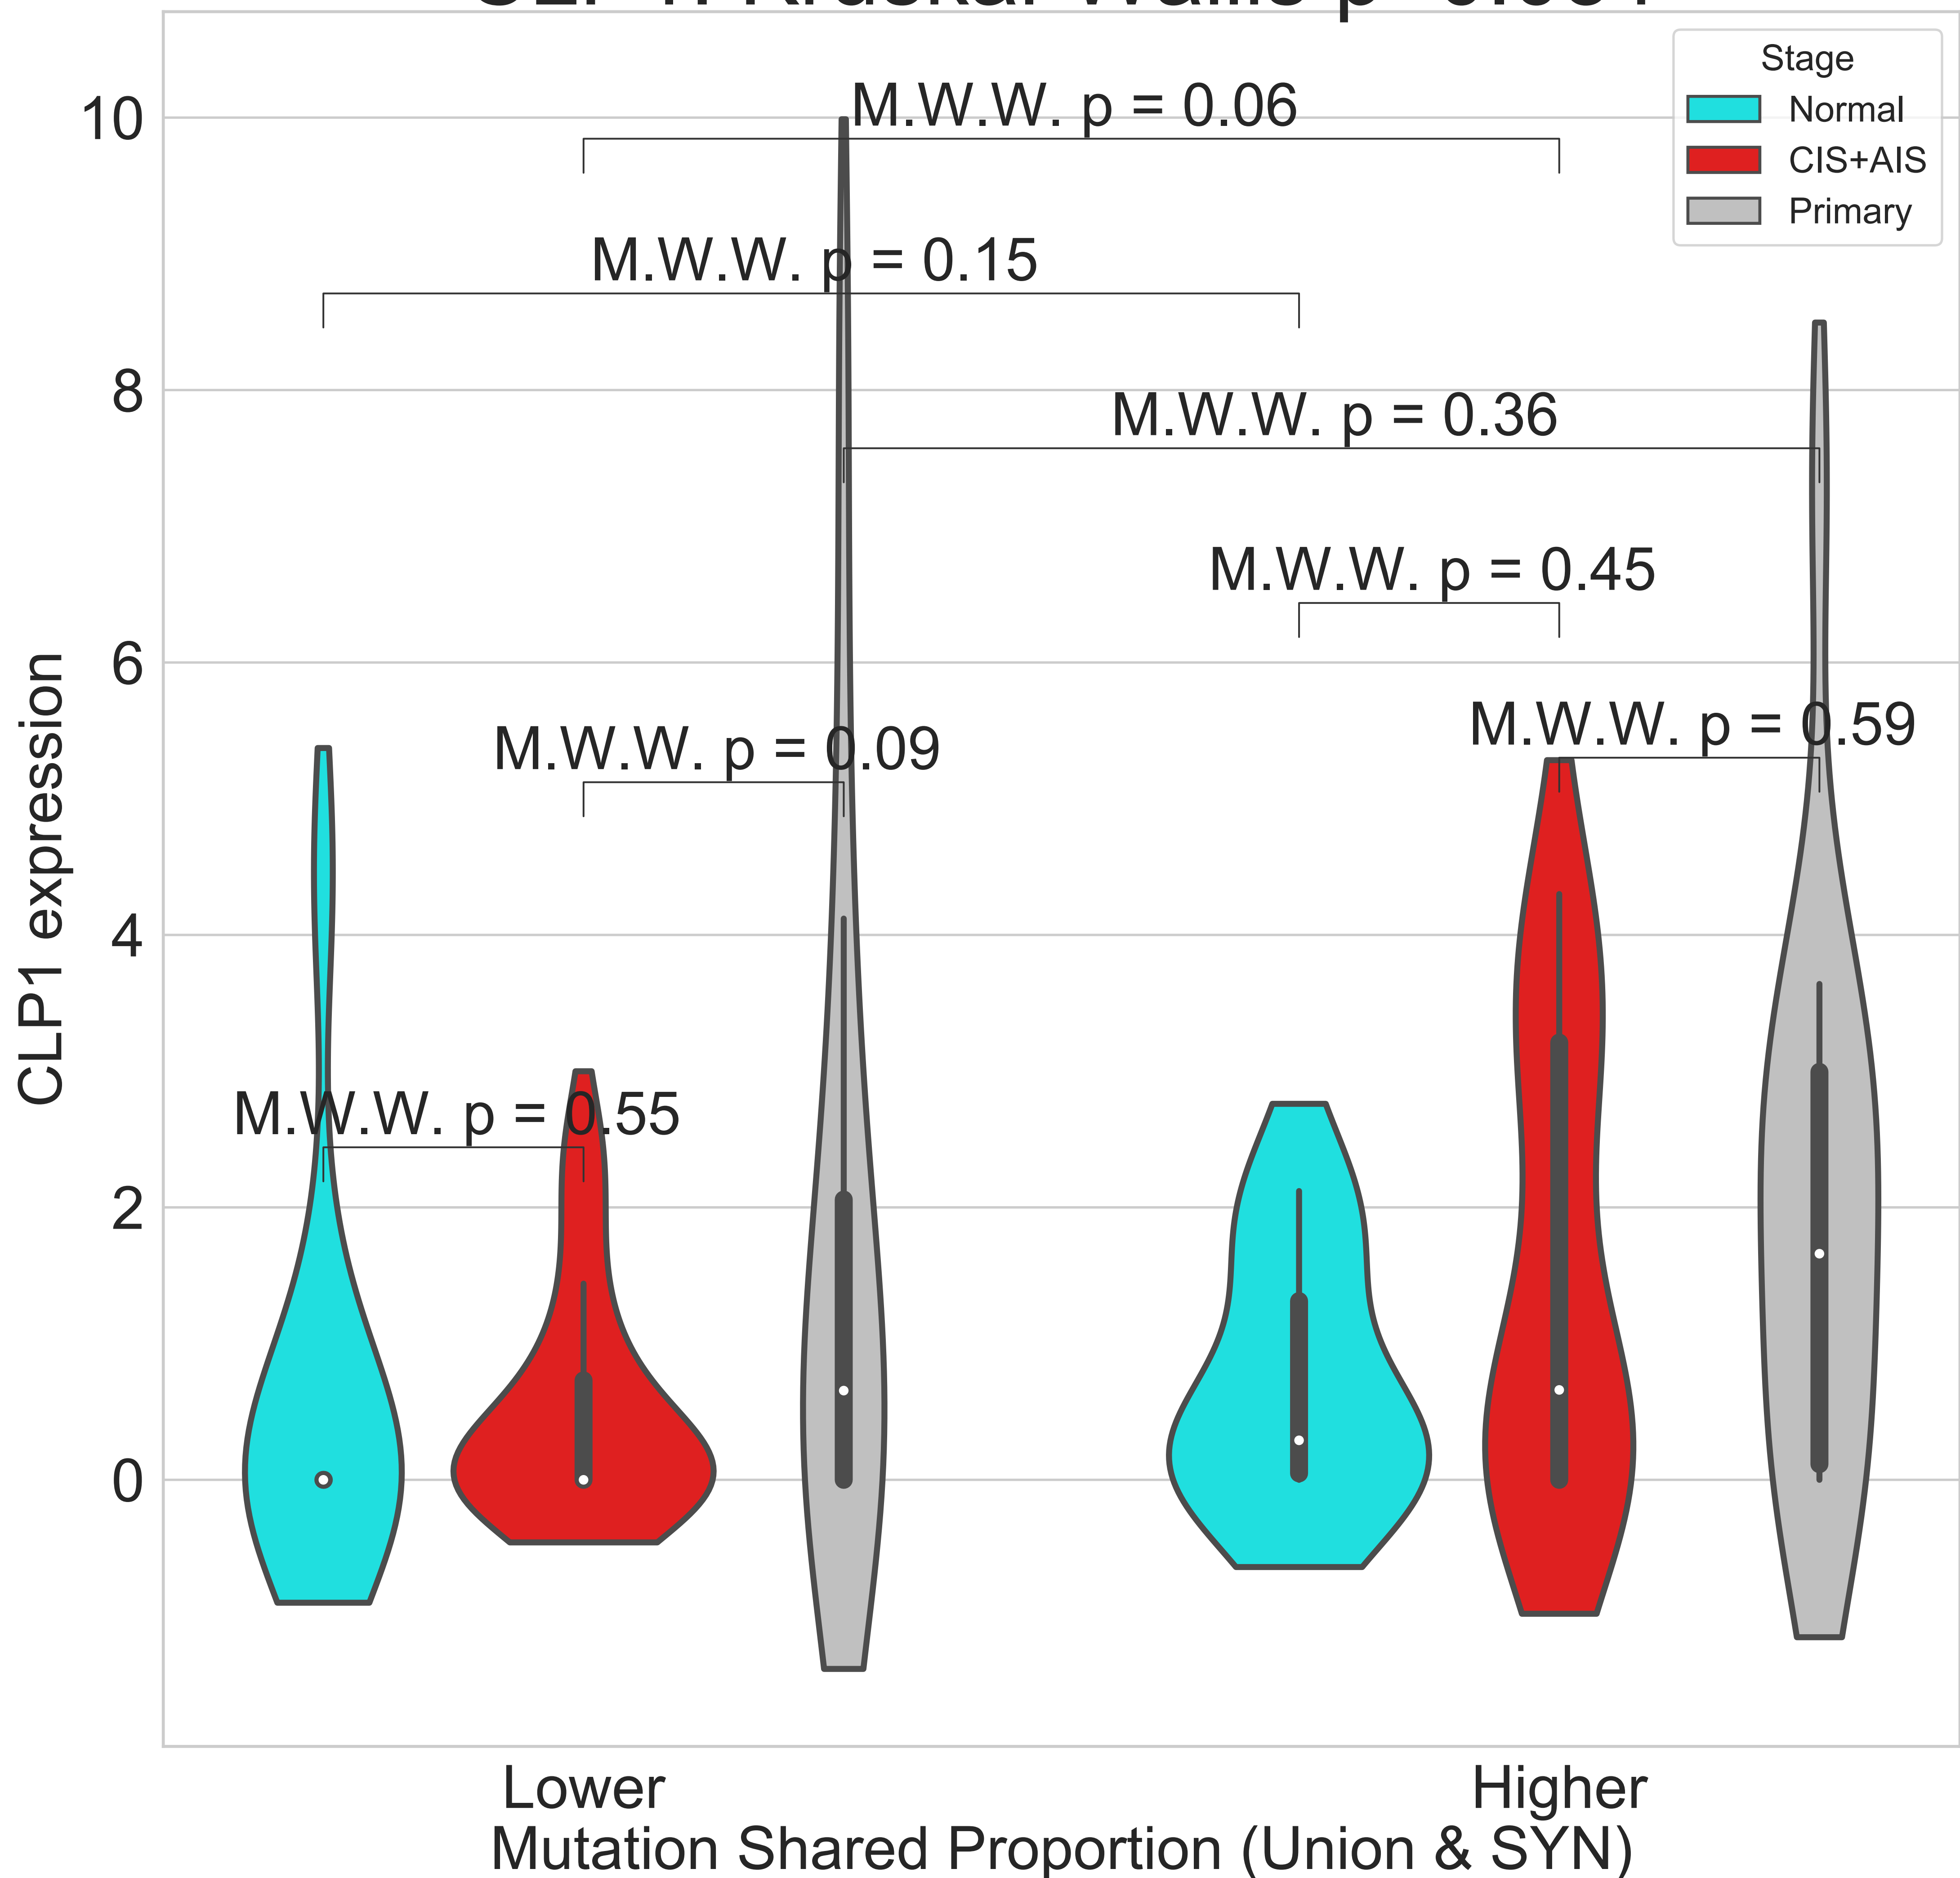 Stage
Normal
CIS+AIS
Primary
10
8
6
4
2
0
CLP1 expression
M.W.W. p = 0.06
M.W.W. p = 0.15
M.W.W. p = 0.36
M.W.W. p = 0.45
M.W.W. p = 0.59
M.W.W. p = 0.09
M.W.W. p = 0.55
Lower
Higher
Mutation Shared Proportion (Union & SYN)